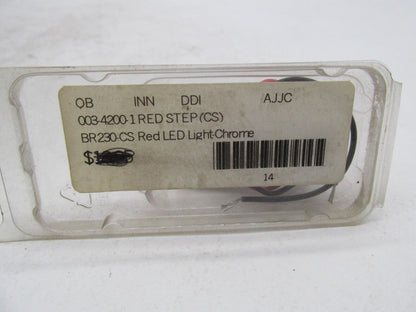 QB INN DDI AJJC
003-4200-1 RED STEP (CS)
BR230-CS Red LED Light-Chrome
14